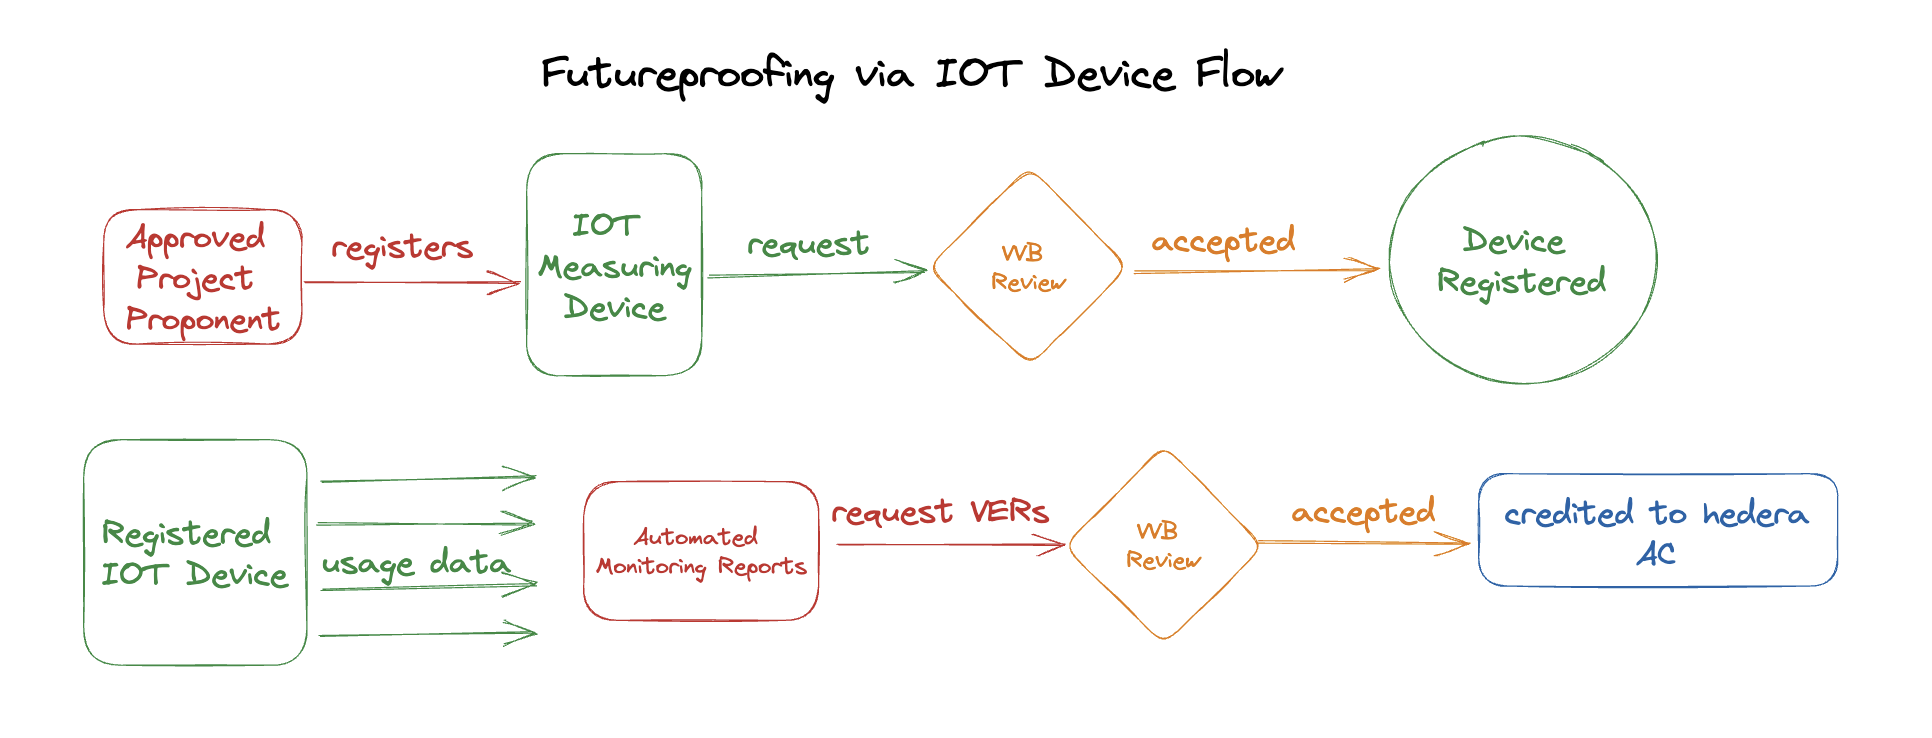 Futureproofing via IOT Device Flow
Approved
Project
Proponent
registers
IOT
Measuring
Device
request
WB
Review
accepted
Device
Registered
Registered
IOT Device
usage data
Automated
Monitoring Reports
request VERs
WB
Review
accepted
credited to hedera
AC